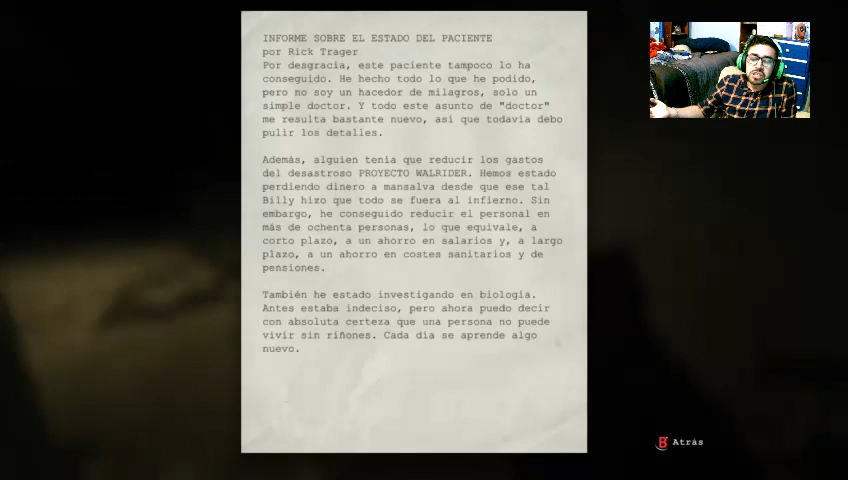 INFORME SOBRE EL ESTADO DEL PACIENTE
por Rick Trager
Por desgracia, este paciente tampoco lo ha
conseguido. He hecho todo lo que he podido,
pero no soy un hacedor de milagros, solo un
simple doctor. Y todo este asunto de "doctor"
me resulta bastante nuevo, así que todavía debo
pulir los detalles.
Además, alguien tenía que reducir los gastos
del desastroso PROYECTO WALRIDER. Hemos estado
perdiendo dinero a mansalva desde que ese tal
Billy hizo que todo se fuera al infierno. Sin
embargo, he conseguido reducir el personal en
más de ochenta personas, lo que equivale, a
corto plazo, a un ahorro en salarios y, a largo
plazo, a un ahorro en costes sanitarios y de
pensiones.
También he estado investigando en biología.
Antes estaba indeciso, pero ahora puedo decir
con absoluta certeza que una persona no puede
vivir sin riñones. Cada día se aprende algo
nuevo.
B Atrás